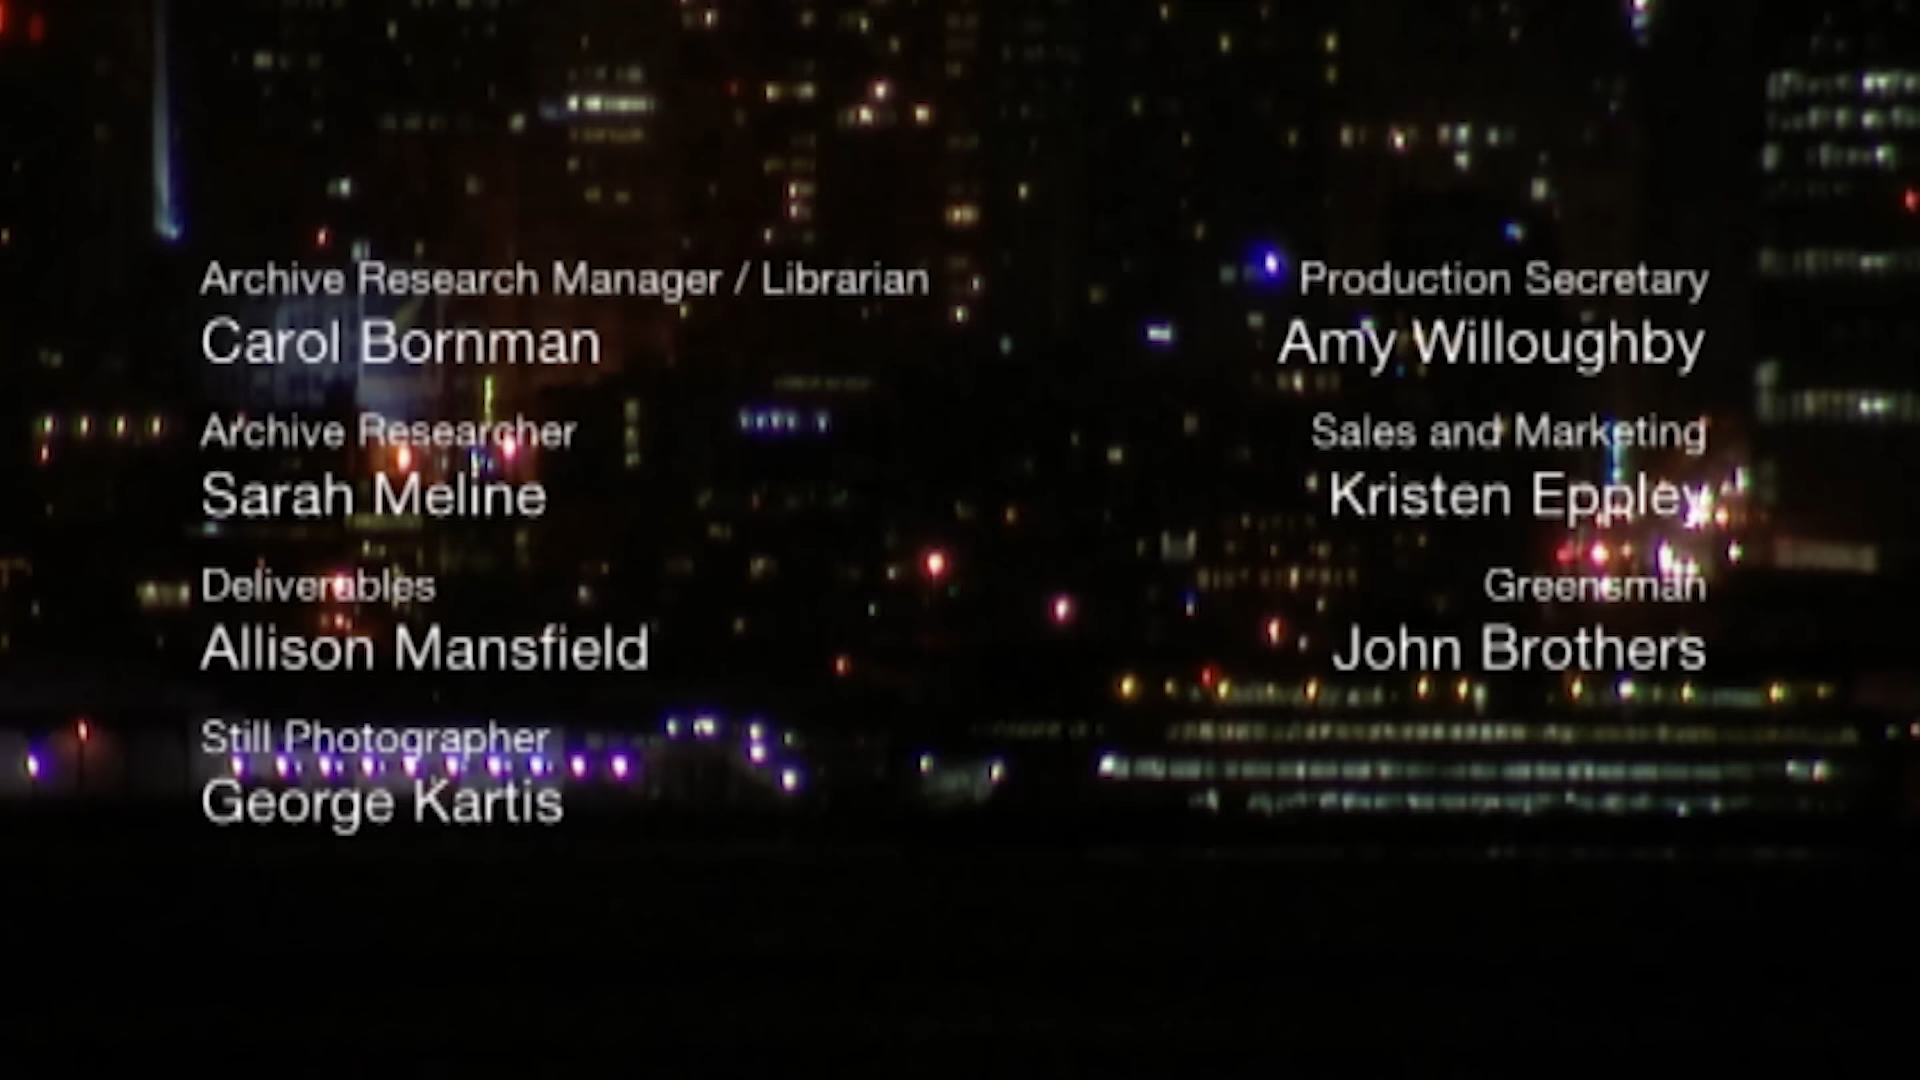 Archive Research Manager / Librarian
Carol Bornman
Archive Researcher
Sarah Meline
Deliverables
Allison Mansfield
Still Photographer
George Kartis
Production Secretary
Amy Willoughby
Sales and Marketing
Kristen Eppley
Greensman
John Brothers